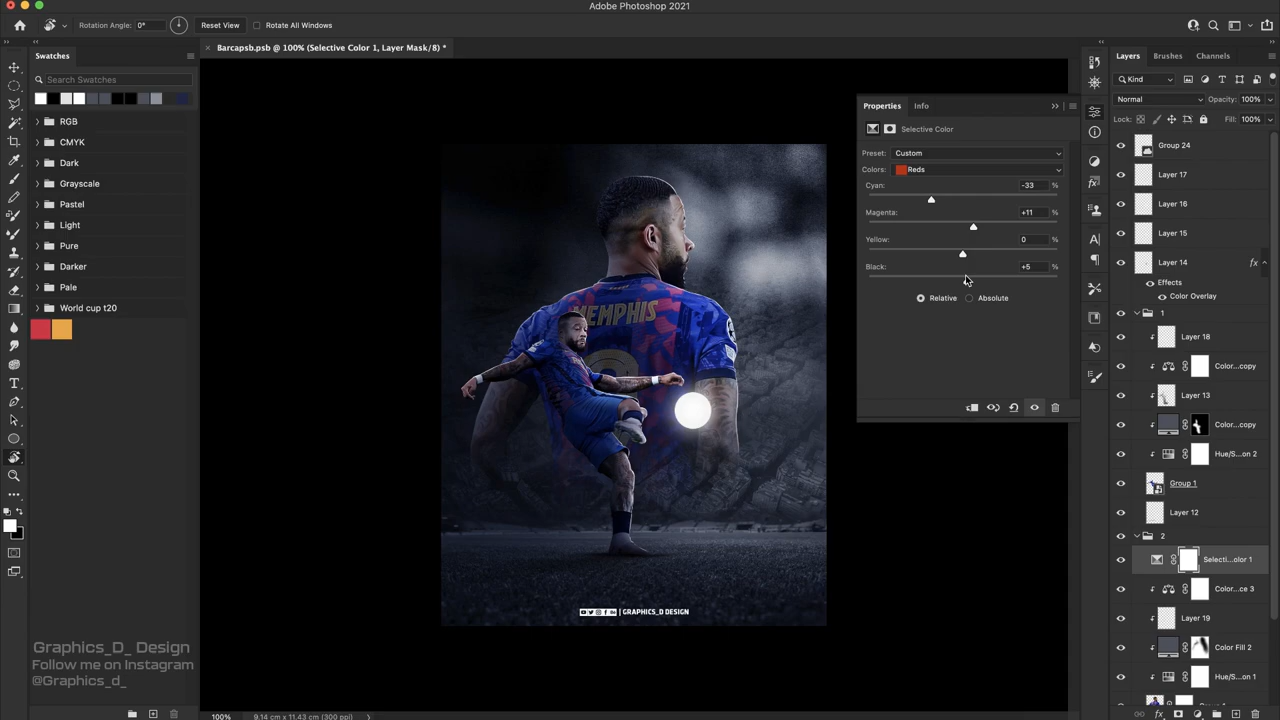 Adobe Photoshop 2021
Rotation Angle: 0°
Reset View
Rotate All Windows
× Barcapsb.psb @ 100% (Selective Color 1, Layer Mask/8) *
Swatches
Search Swatches
RGB
CMYK
Dark
Grayscale
Pastel
Light
Pure
Darker
Pale
World cup t20
Graphics_D_ Design
Follow me on Instagram
@Graphics_d_
MEMPHIS
| GRAPHICS_D DESIGN
100%
9.14 cm x 11.43 cm (300 ppi)
Properties
Info
Selective Color
Preset: Custom
Colors: Reds
Cyan: -33 %
Magenta: +11 %
Yellow: 0 %
Black: +5 %
Relative
Absolute
Layers
Brushes
Channels
Kind
Normal
Opacity: 100%
Lock:
Fill: 100%
Group 24
Layer 17
Layer 16
Layer 15
Layer 14
fx
Effects
Color Overlay
1
Layer 18
Color...copy
Layer 13
Color...copy
Hue/S...on 2
Group 1
Layer 12
2
Selecti...olor 1
Color...ce 3
Layer 19
Color Fill 2
Hue/S...on 1